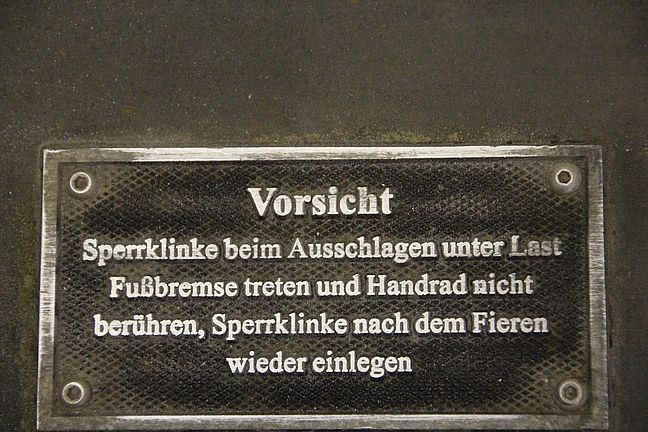 Vorsicht
Sperrklinke beim Ausschlagen unter Last
Fußbremse treten und Handrad nicht
berühren, Sperrklinke nach dem Fieren
wieder einlegen